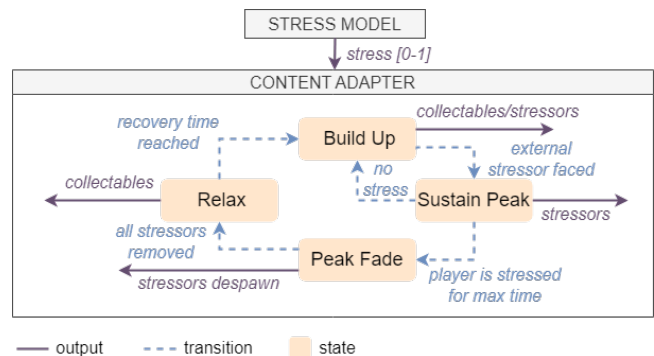 STRESS MODEL
stress [0-1]
CONTENT ADAPTER
collectables/stressors
recovery time
reached
Build Up
external
stressor faced
no
stress
collectables
Relax
Sustain Peak
stressors
all stressors
removed
Peak Fade
stressors despawn
player is stressed
for max time
output
transition
state